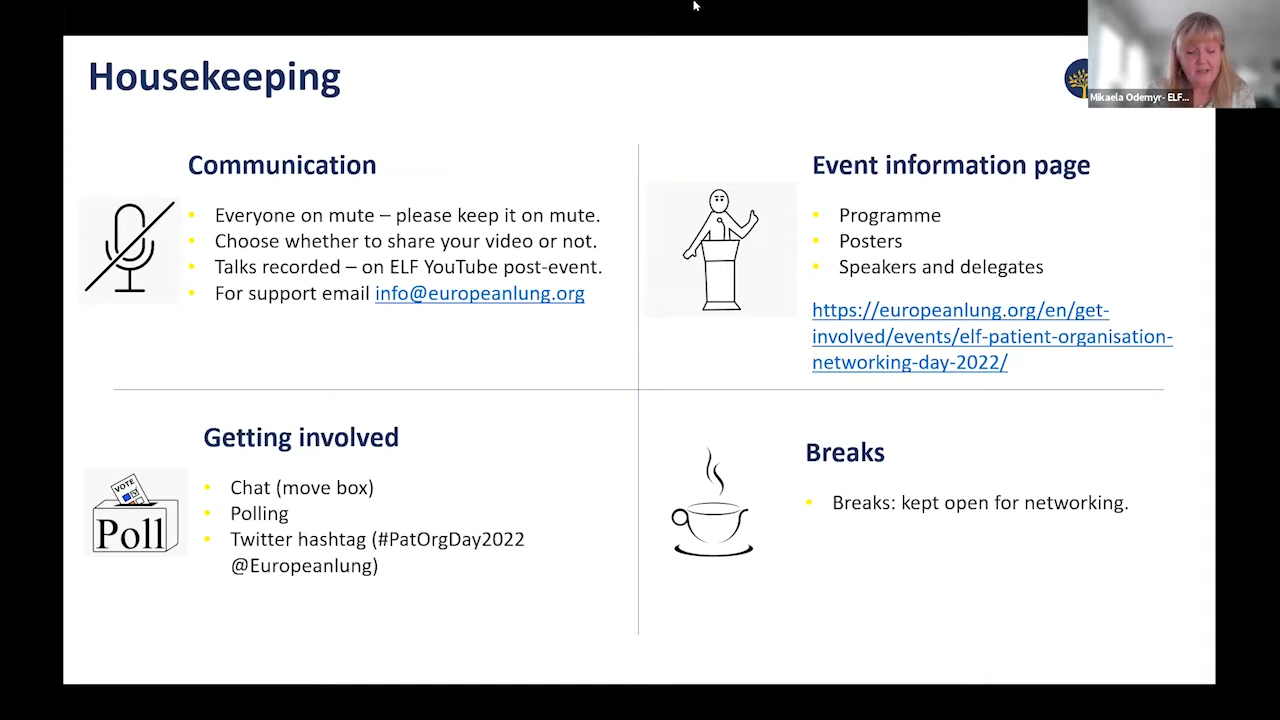 Housekeeping
Mikaela Odemyr- ELF...
Communication
Everyone on mute – please keep it on mute.
Choose whether to share your video or not.
Talks recorded – on ELF YouTube post-event.
For support email info@europeanlung.org
Event information page
Programme
Posters
Speakers and delegates
https://europeanlung.org/en/get-
involved/events/elf-patient-organisation-
networking-day-2022/
Getting involved
VOTE
Poll
Chat (move box)
Polling
Twitter hashtag (#PatOrgDay2022
@Europeanlung)
Breaks
Breaks: kept open for networking.